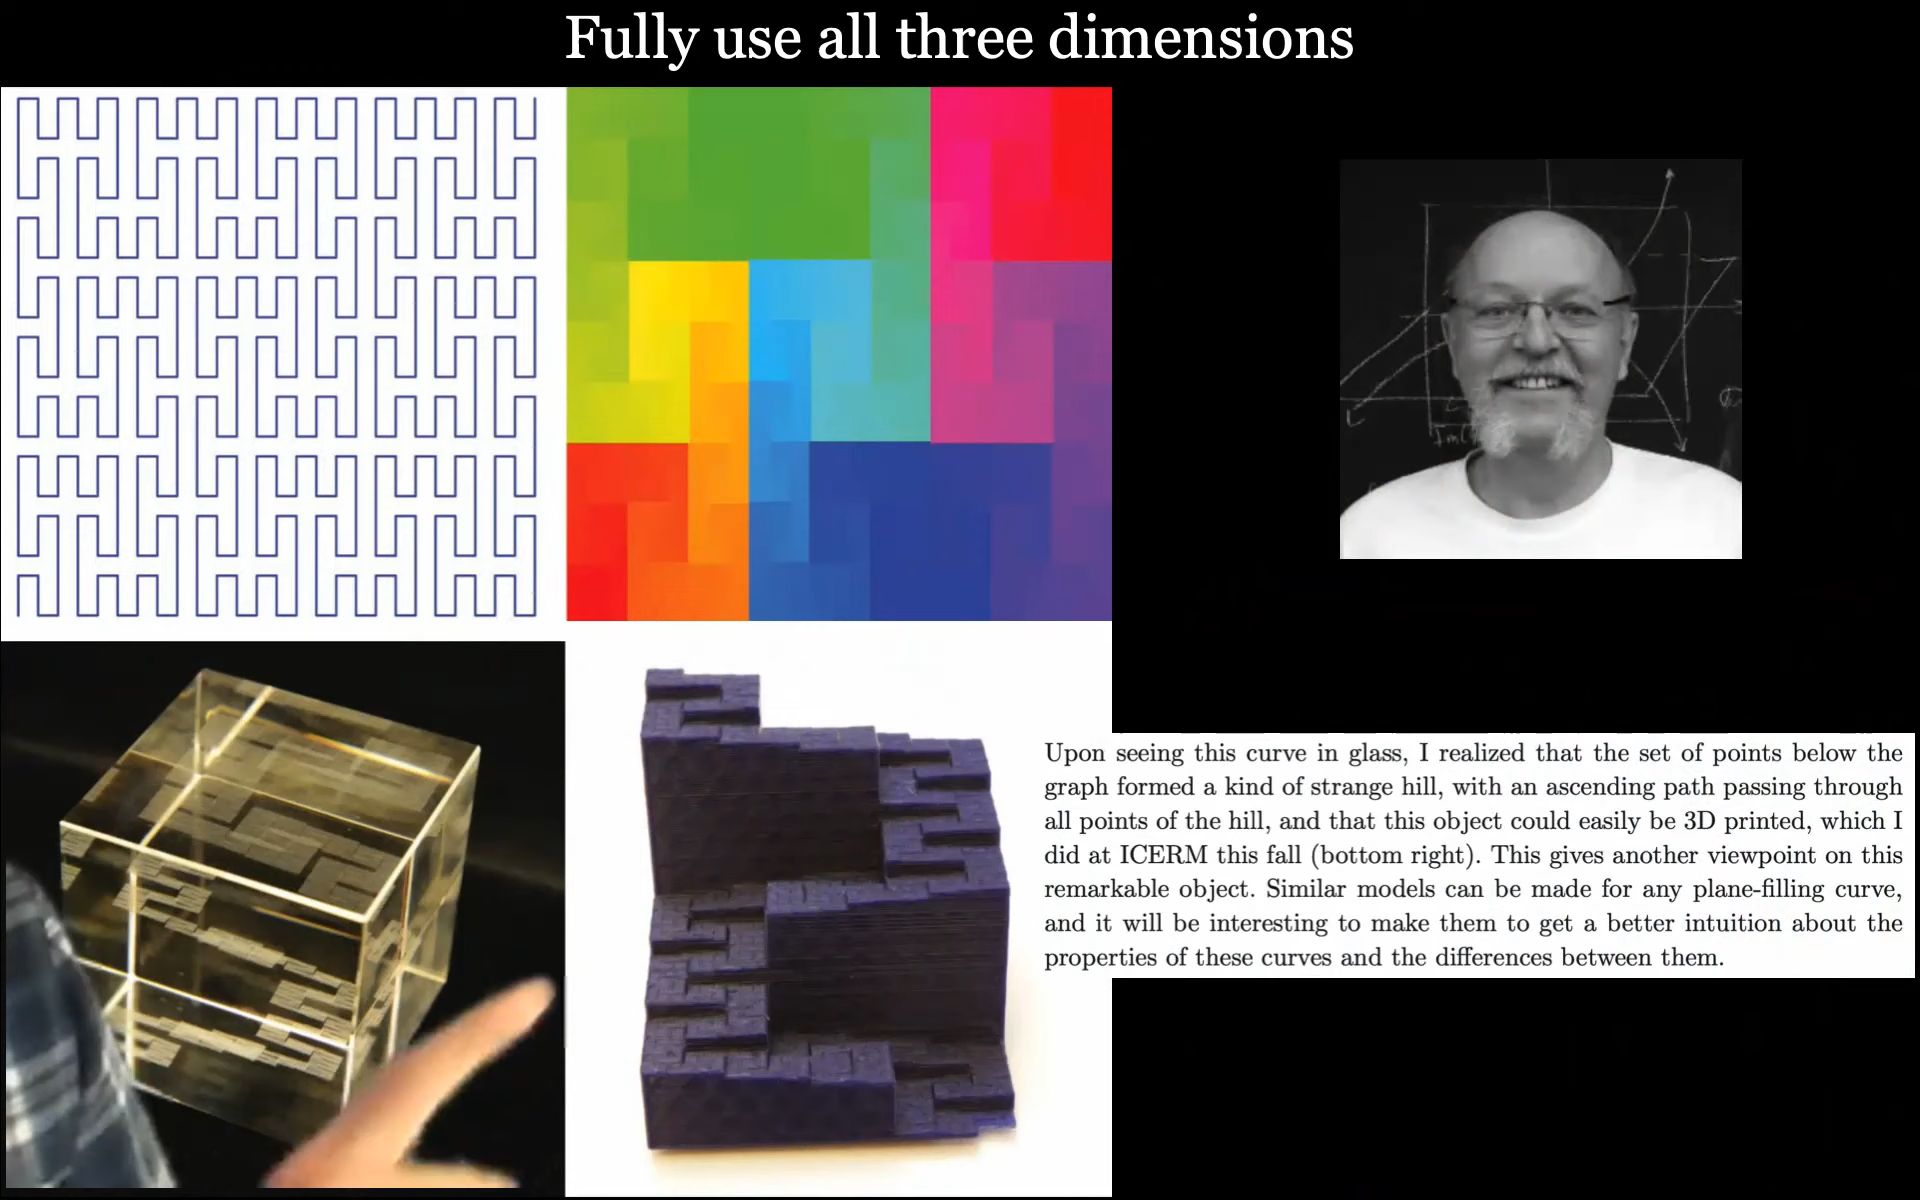 Fully use all three dimensions
Upon seeing this curve in glass, I realized that the set of points below the
graph formed a kind of strange hill, with an ascending path passing through
all points of the hill, and that this object could easily be 3D printed, which I
did at ICERM this fall (bottom right). This gives another viewpoint on this
remarkable object. Similar models can be made for any plane-filling curve,
and it will be interesting to make them to get a better intuition about the
properties of these curves and the differences between them.